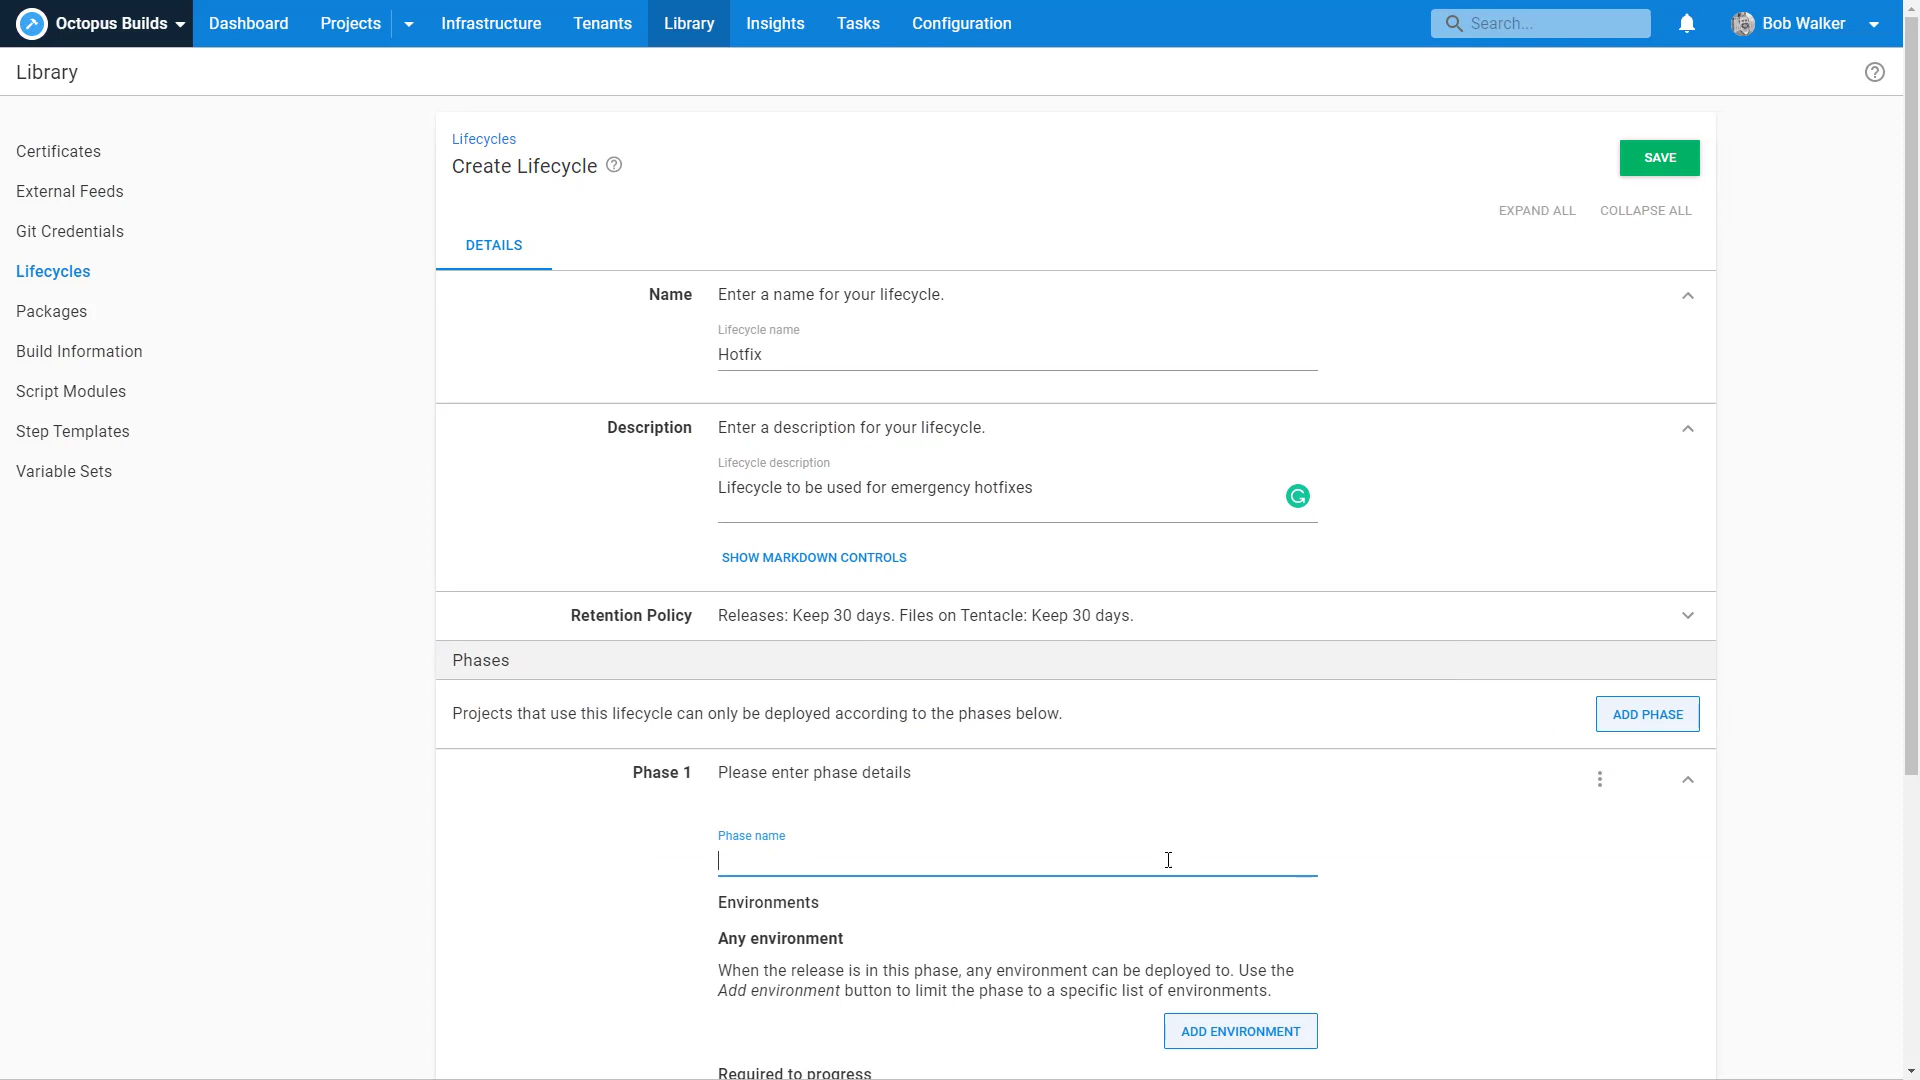 Octopus Builds Dashboard Projects Infrastructure Tenants Library Insights Tasks Configuration Search... Bob Walker
Library
Certificates
External Feeds
Git Credentials
Lifecycles
Packages
Build Information
Script Modules
Step Templates
Variable Sets
Lifecycles
Create Lifecycle
SAVE
EXPAND ALL COLLAPSE ALL
DETAILS
Name Enter a name for your lifecycle.
Lifecycle name
Hotfix
Description Enter a description for your lifecycle.
Lifecycle description
Lifecycle to be used for emergency hotfixes
SHOW MARKDOWN CONTROLS
Retention Policy Releases: Keep 30 days. Files on Tentacle: Keep 30 days.
Phases
Projects that use this lifecycle can only be deployed according to the phases below. ADD PHASE
Phase 1 Please enter phase details
Phase name
Environments
Any environment
When the release is in this phase, any environment can be deployed to. Use the
Add environment button to limit the phase to a specific list of environments.
ADD ENVIRONMENT
Required to progress